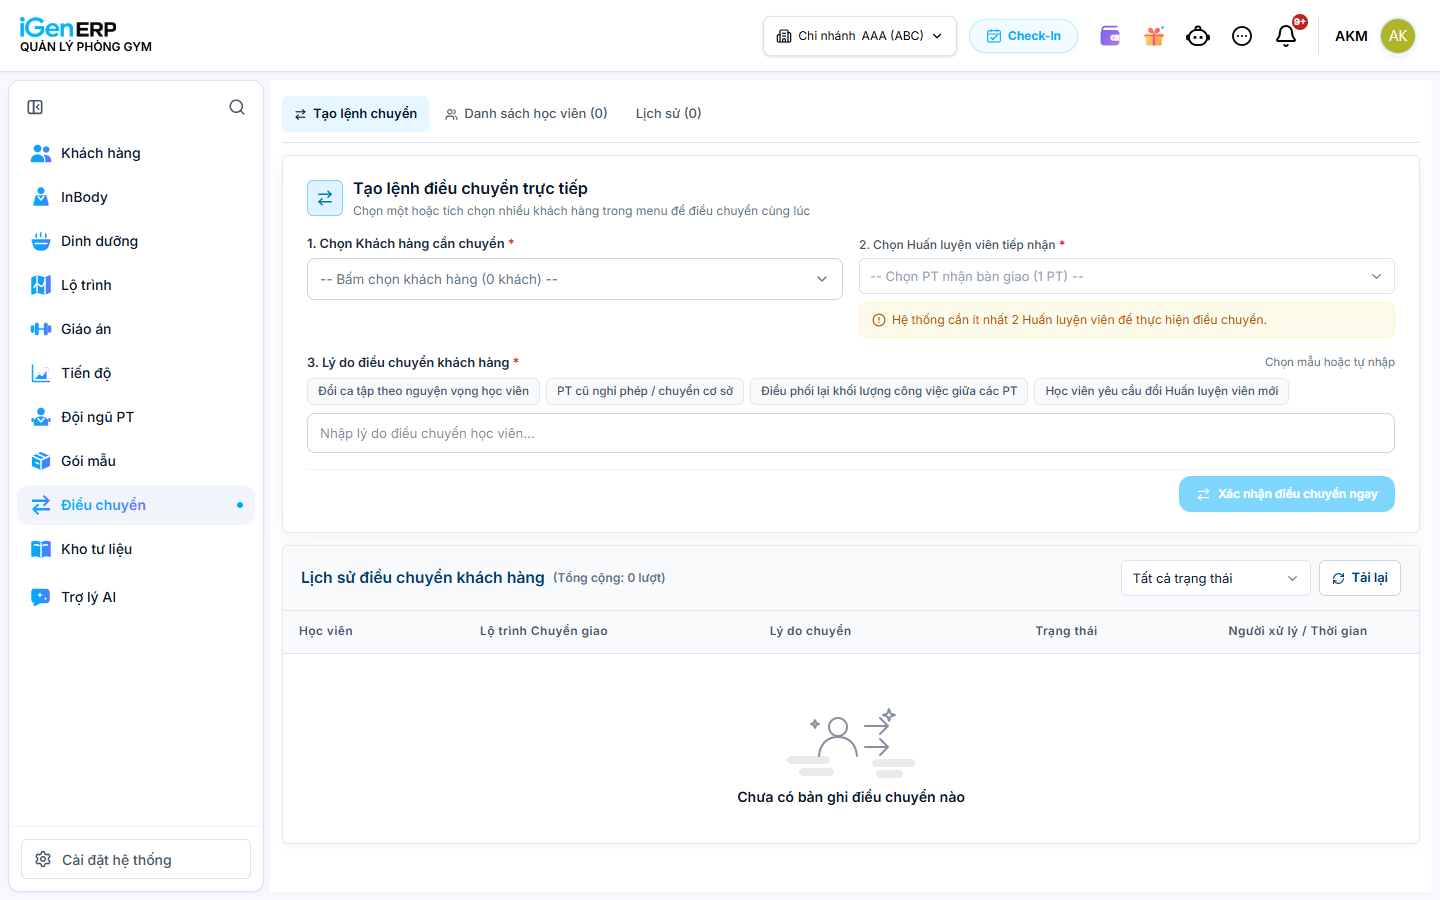 iGen ERP
QUẢN LÝ PHÒNG GYM
Chi nhánh AAA (ABC)
Check-In
9+
AKM
AK
Khách hàng
InBody
Dinh dưỡng
Lộ trình
Giáo án
Tiến độ
Đội ngũ PT
Gói mẫu
Điều chuyển
Kho tư liệu
Trợ lý AI
Cài đặt hệ thống
Tạo lệnh chuyển
Danh sách học viên (0)
Lịch sử (0)
Tạo lệnh điều chuyển trực tiếp
Chọn một hoặc tích chọn nhiều khách hàng trong menu để điều chuyển cùng lúc
1. Chọn Khách hàng cần chuyển *
-- Bấm chọn khách hàng (0 khách) --
2. Chọn Huấn luyện viên tiếp nhận *
-- Chọn PT nhận bàn giao (1 PT) --
Hệ thống cần ít nhất 2 Huấn luyện viên để thực hiện điều chuyển.
3. Lý do điều chuyển khách hàng *
Chọn mẫu hoặc tự nhập
Đổi ca tập theo nguyện vọng học viên
PT cũ nghỉ phép / chuyển cơ sở
Điều phối lại khối lượng công việc giữa các PT
Học viên yêu cầu đổi Huấn luyện viên mới
Nhập lý do điều chuyển học viên...
Xác nhận điều chuyển ngay
Lịch sử điều chuyển khách hàng (Tổng cộng: 0 lượt)
Tất cả trạng thái
Tải lại
Học viên
Lộ trình Chuyển giao
Lý do chuyển
Trạng thái
Người xử lý / Thời gian
Chưa có bản ghi điều chuyển nào